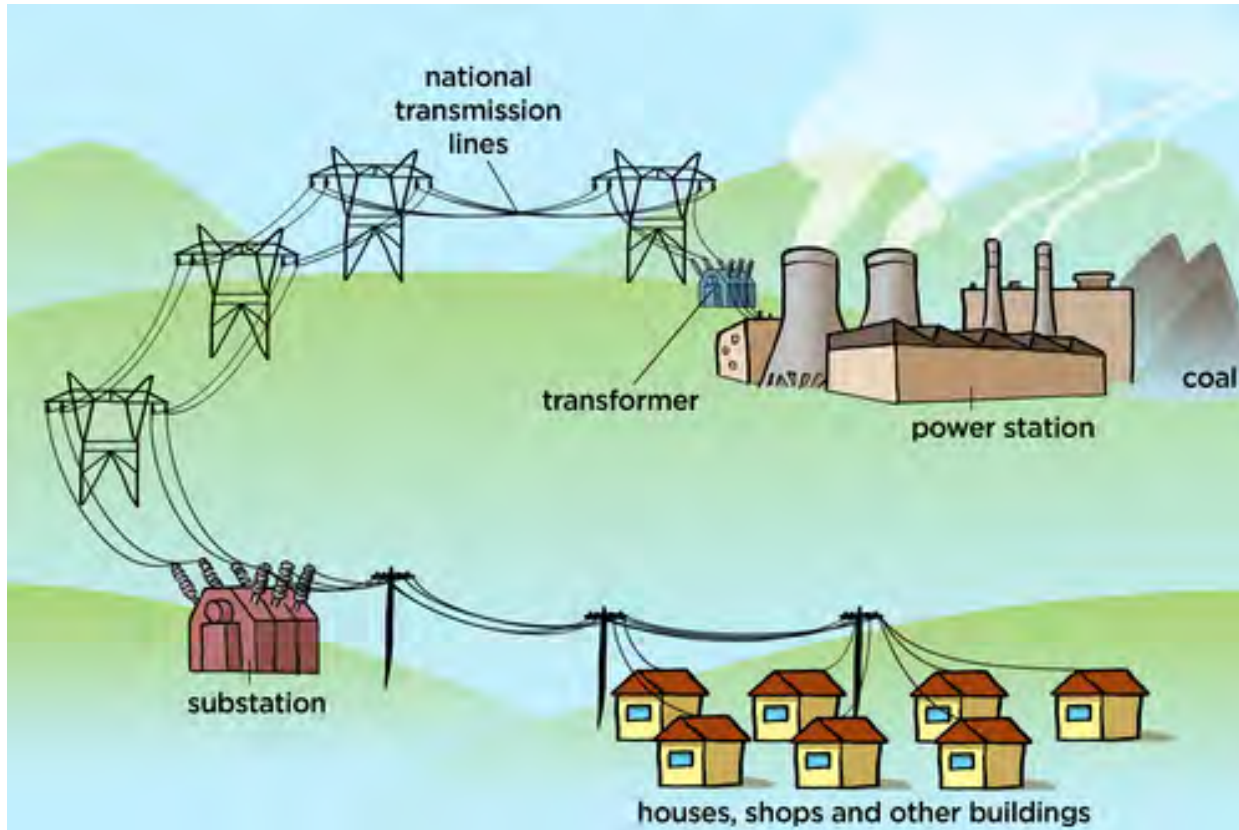 national
transmission
lines
transformer
power station
coal
substation
houses, shops and other buildings